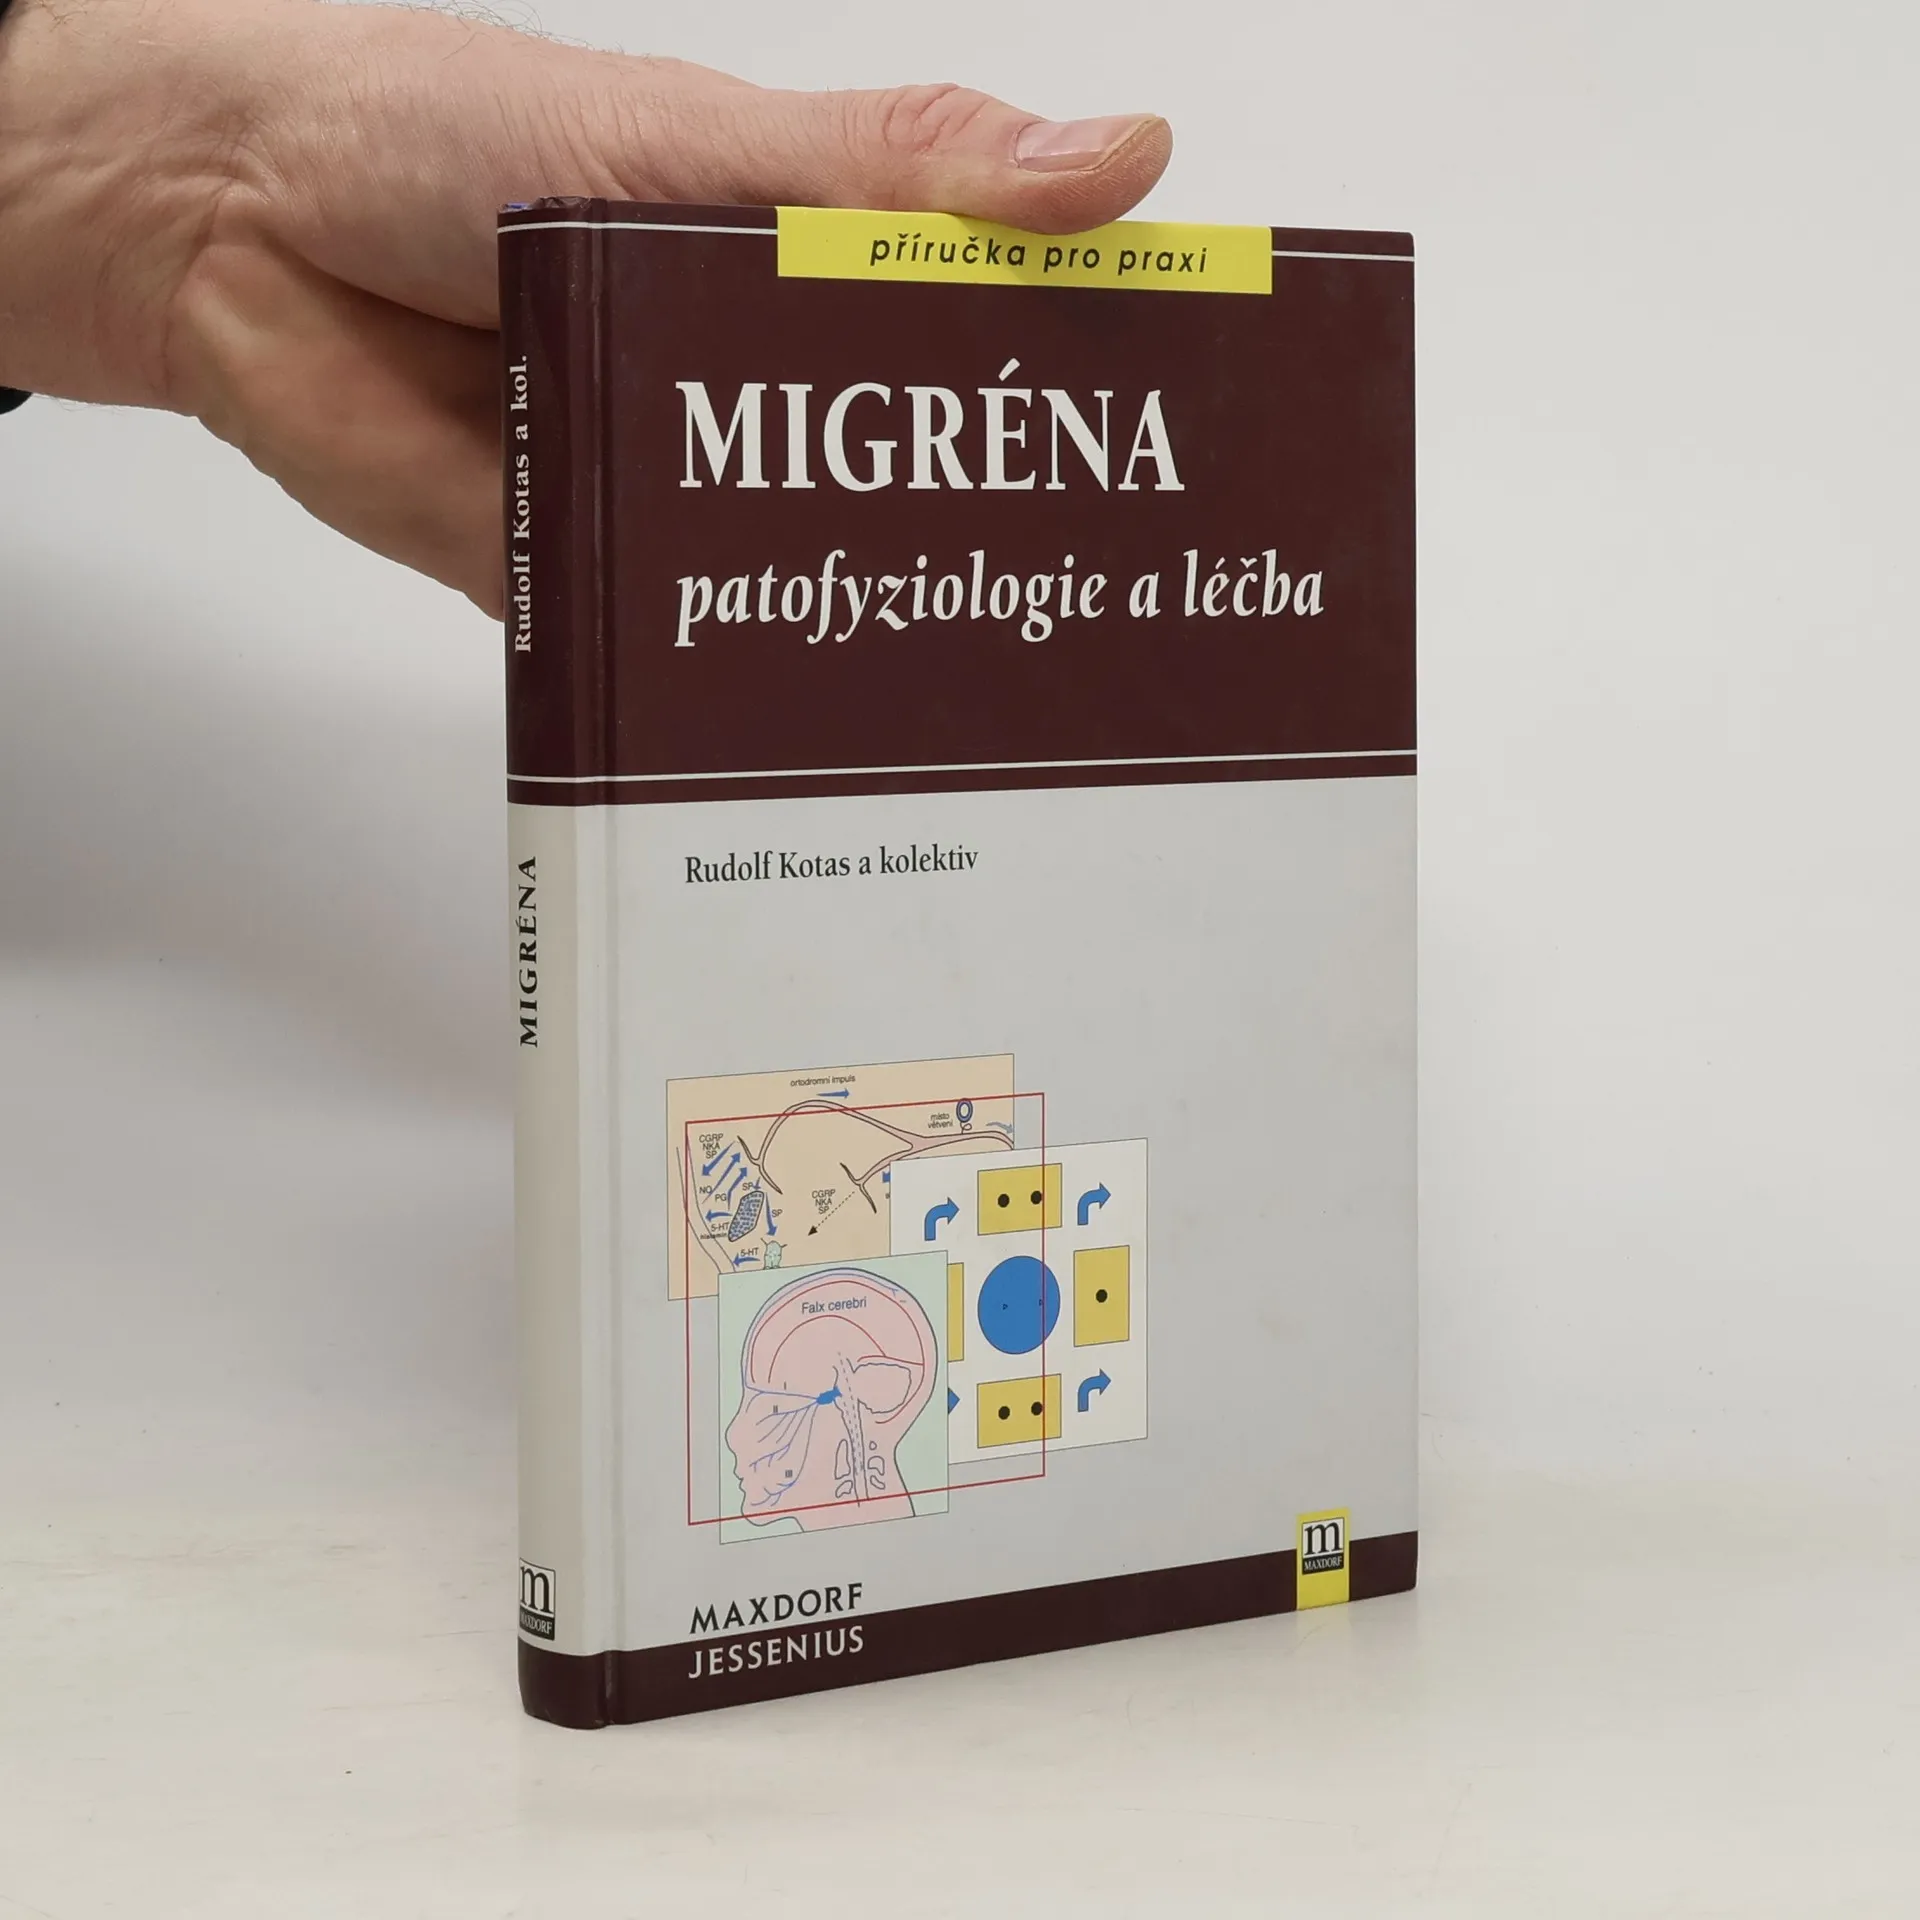 příručka pro praxi
MIGRÉNA
patofyziologie a léčba
Rudolf Kotas a kolektiv
Rudolf Kotas a kol.
MIGRÉNA
m
MAXDORF
ortodromní impuls
místo
větvení
CGRP
NKA
SP
NO
PG
SP
SP
5-HT
histamin
5-HT
CGRP
NKA
SP
Falx cerebri
I
II
III
MAXDORF
JESSENIUS
m
MAXDORF